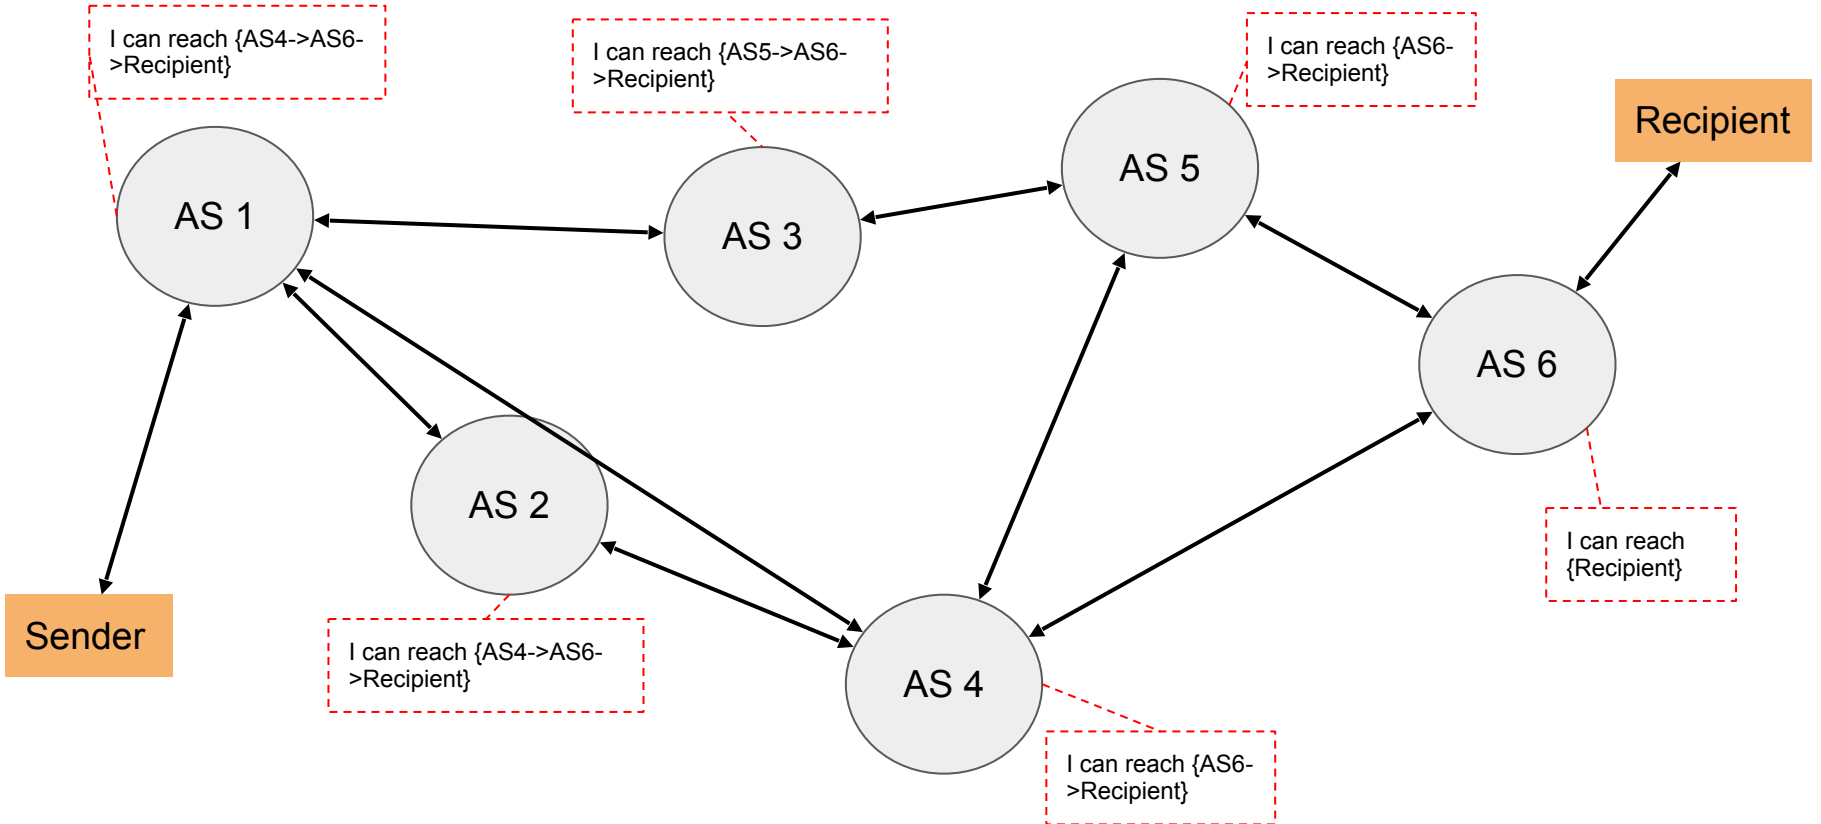 I can reach {AS4->AS6-
>Recipient}
I can reach {AS5->AS6-
>Recipient}
I can reach {AS6-
>Recipient}
Recipient
AS 1
AS 3
AS 5
AS 6
AS 2
I can reach
{Recipient}
Sender
I can reach {AS4->AS6-
>Recipient}
AS 4
I can reach {AS6-
>Recipient}